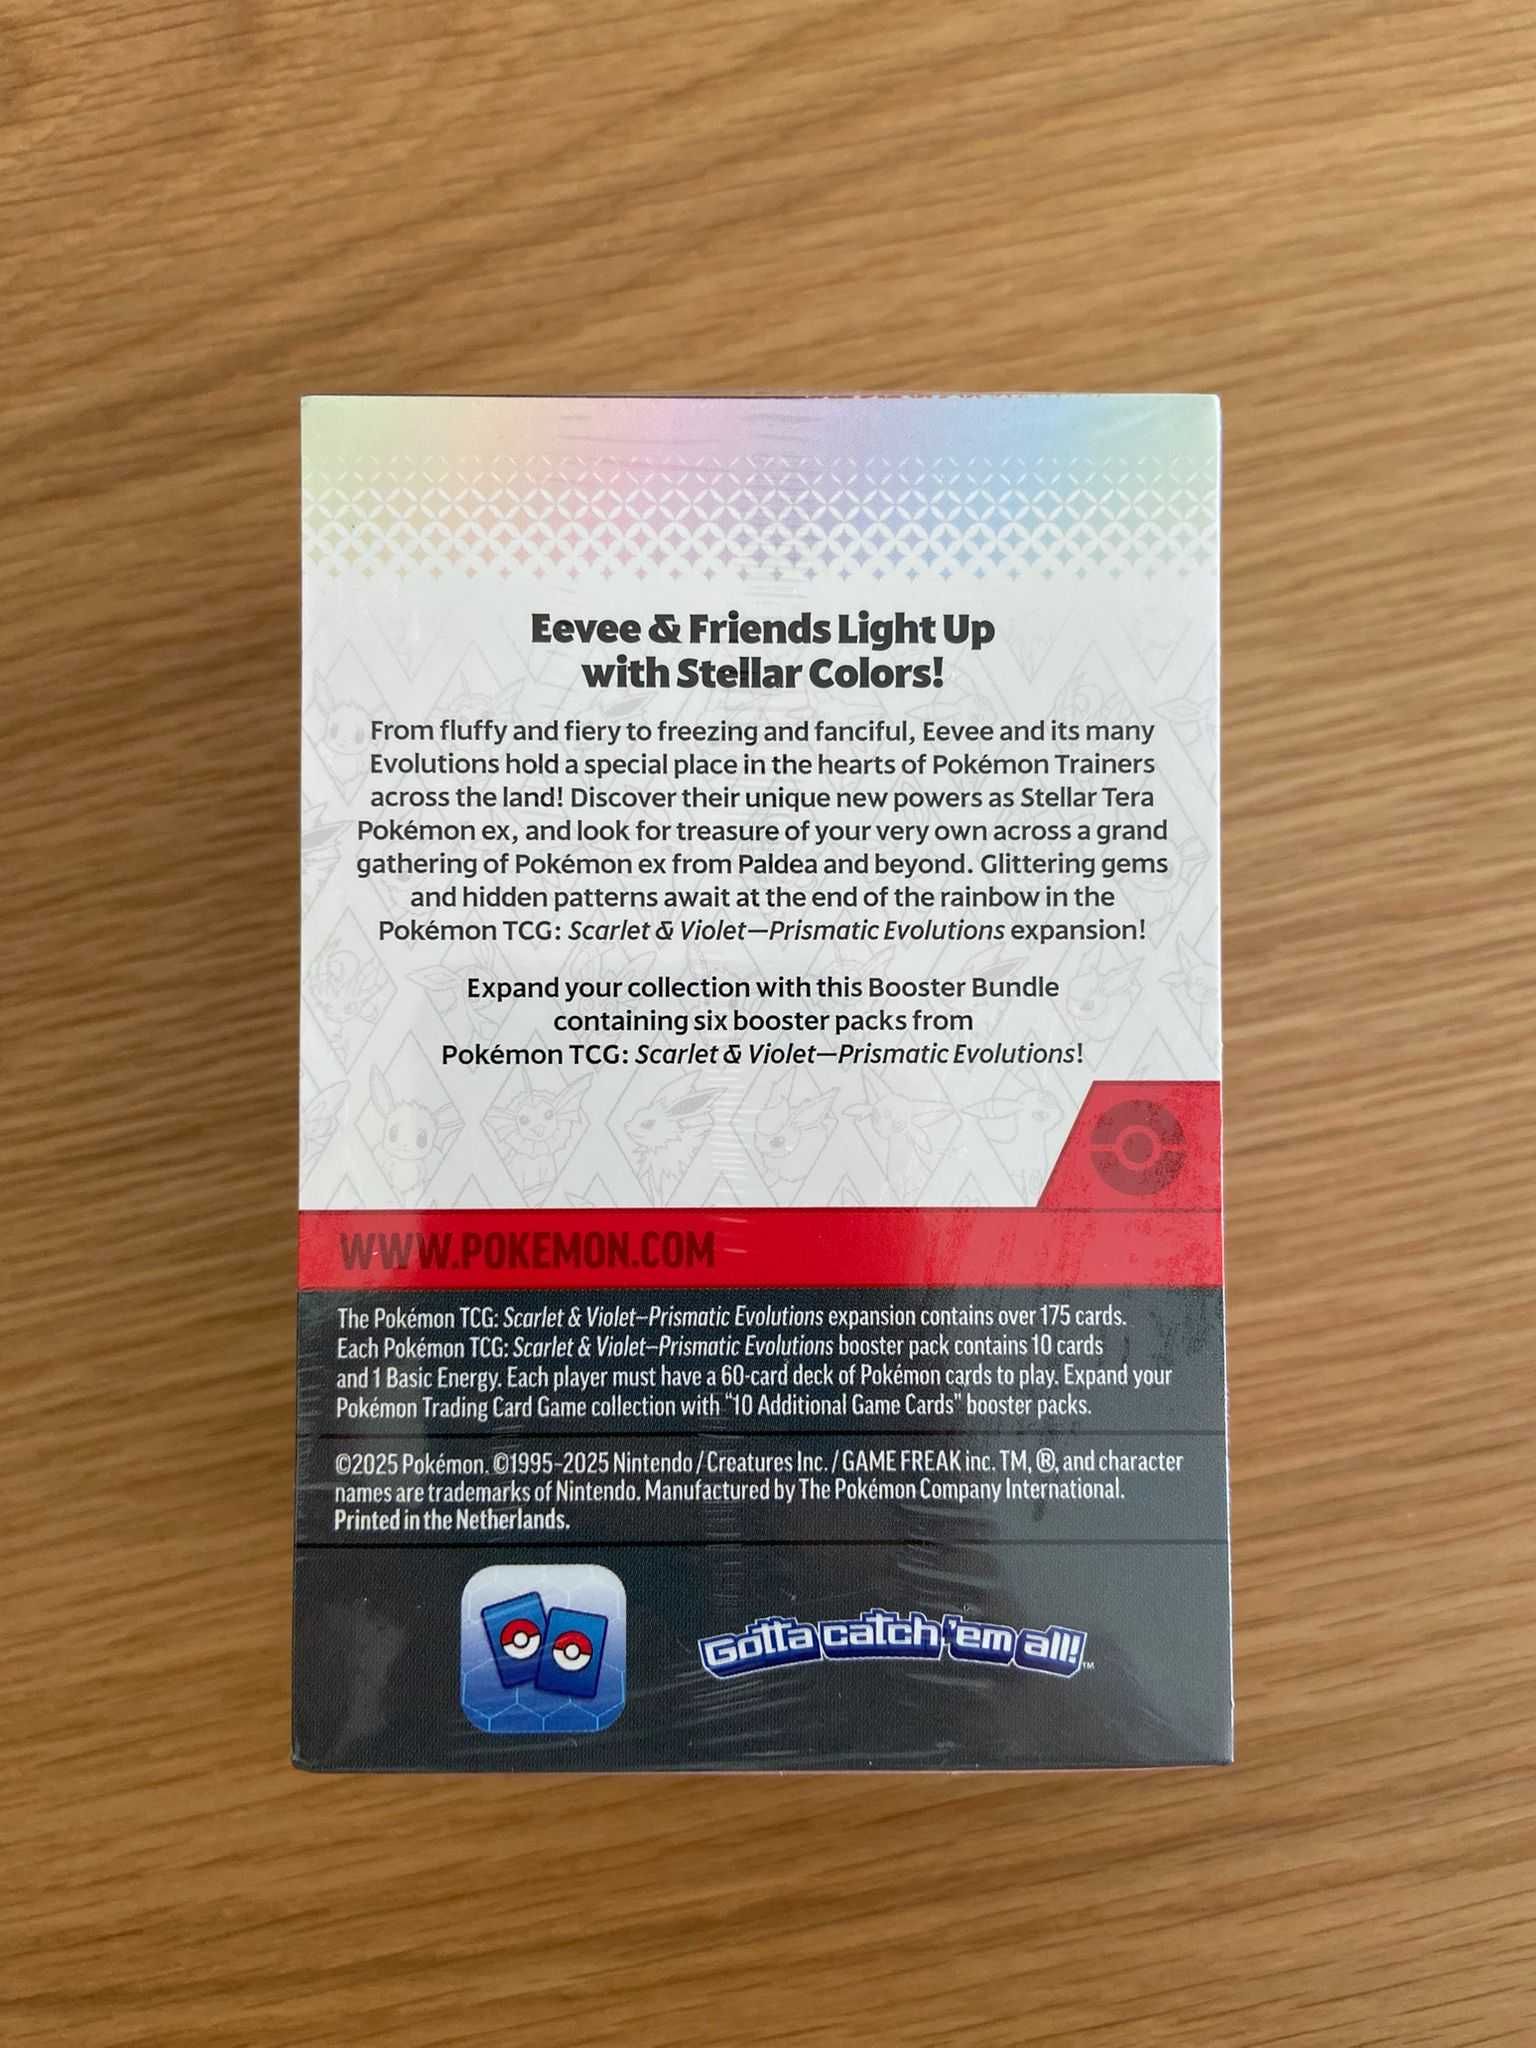 Eevee & Friends Light Up
with Stellar Colors!
From fluffy and fiery to freezing and fanciful, Eevee and its many
Evolutions hold a special place in the hearts of Pokémon Trainers
across the land! Discover their unique new powers as Stellar Tera
Pokémon ex, and look for treasure of your very own across a grand
gathering of Pokémon ex from Paldea and beyond. Glittering gems
and hidden patterns await at the end of the rainbow in the
Pokémon TCG: Scarlet & Violet—Prismatic Evolutions expansion!
Expand your collection with this Booster Bundle
containing six booster packs from
Pokémon TCG: Scarlet & Violet—Prismatic Evolutions!
WWW.POKEMON.COM
The Pokémon TCG: Scarlet & Violet—Prismatic Evolutions expansion contains over 175 cards.
Each Pokémon TCG: Scarlet & Violet—Prismatic Evolutions booster pack contains 10 cards
and 1 Basic Energy. Each player must have a 60-card deck of Pokémon cards to play. Expand your
Pokémon Trading Card Game collection with “10 Additional Game Cards” booster packs.
©2025 Pokémon. ©1995–2025 Nintendo / Creatures Inc. / GAME FREAK inc. TM, ®, and character
names are trademarks of Nintendo. Manufactured by The Pokémon Company International.
Printed in the Netherlands.
Gotta catch 'em all!™